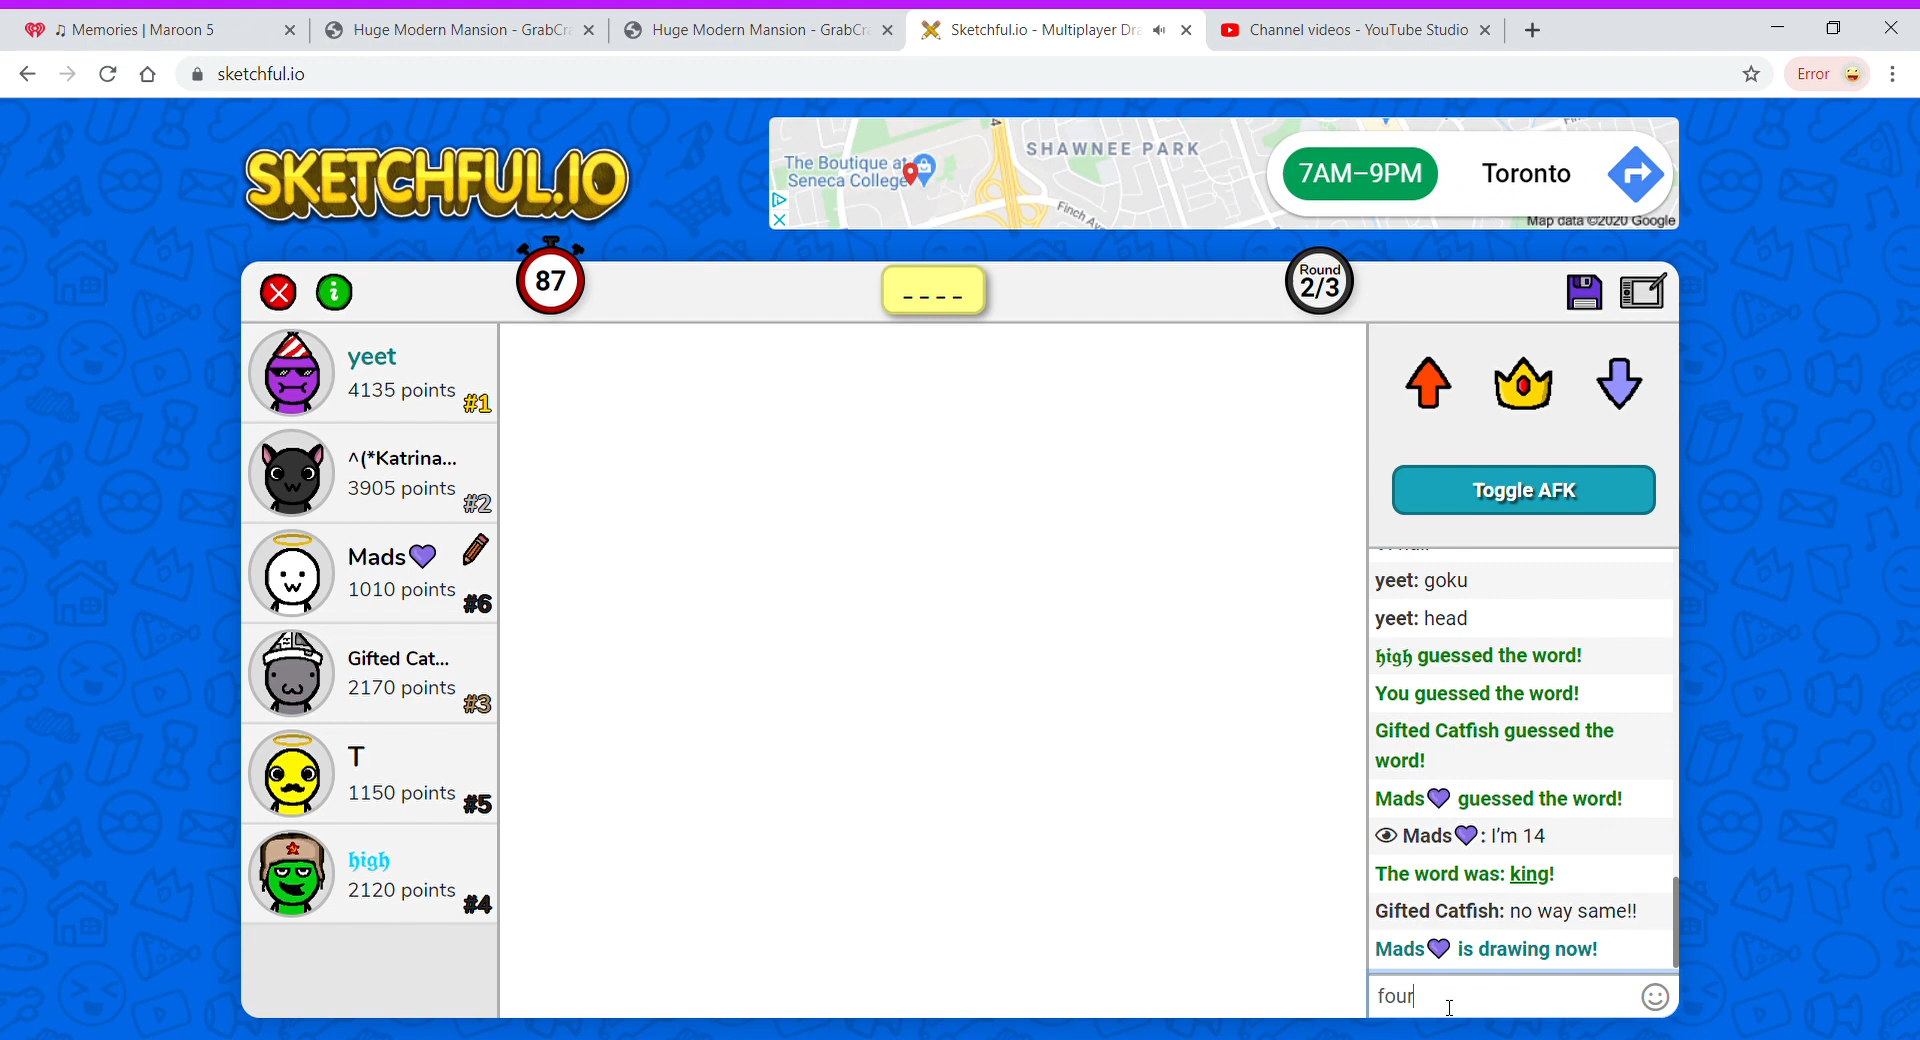 ♫ Memories | Maroon 5
Huge Modern Mansion - GrabCra
Huge Modern Mansion - GrabCra
Sketchful.io - Multiplayer Dra
Channel videos - YouTube Studio
sketchful.io
Error
SKETCHFUL.IO
The Boutique at
Seneca College
SHAWNEE PARK
Finch Av
7AM–9PM
Toronto
Map data ©2020 Google
87
_ _ _ _
Round
2/3
yeet
4135 points
#1
^(*Katrina...
3905 points
#2
Mads💜
1010 points
#6
Gifted Cat...
2170 points
#3
T
1150 points
#5
𝖍𝖎𝖌𝖍
2120 points
#4
Toggle AFK
yeet: goku
yeet: head
𝖍𝖎𝖌𝖍 guessed the word!
You guessed the word!
Gifted Catfish guessed the
word!
Mads💜 guessed the word!
Mads💜: I'm 14
The word was: king!
Gifted Catfish: no way same!!
Mads💜 is drawing now!
four